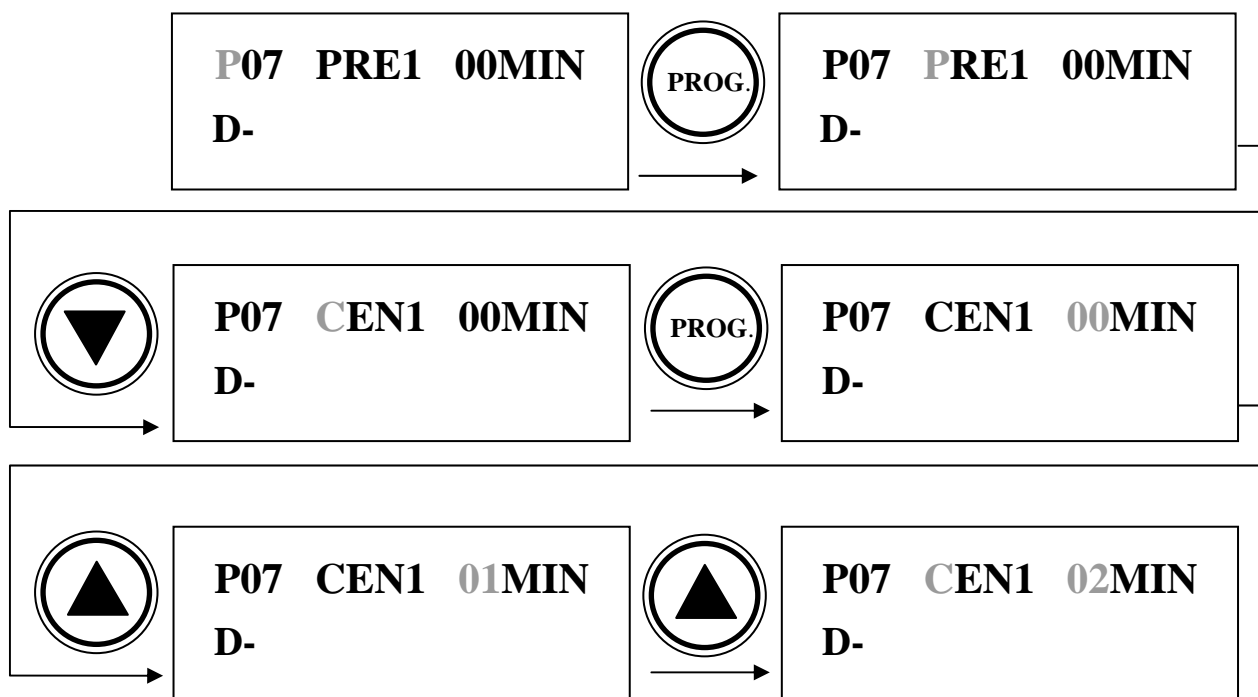 P07 PRE1 00MIN
D-
PROG.
P07 PRE1 00MIN
D-
P07 CEN1 00MIN
D-
PROG.
P07 CEN1 00MIN
D-
P07 CEN1 01MIN
D-
P07 CEN1 02MIN
D-